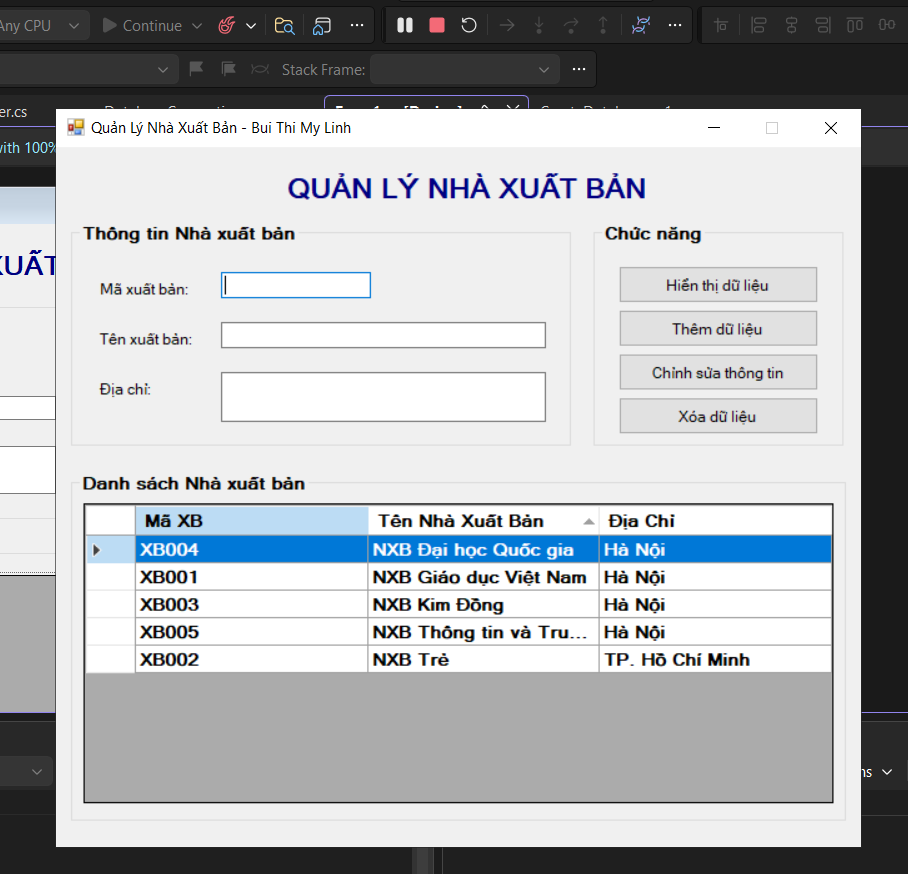 Any CPU Continue
Stack Frame:
er.cs
with 100%
Quản Lý Nhà Xuất Bản - Bui Thi My Linh
QUẢN LÝ NHÀ XUẤT BẢN
XUẤT
Thông tin Nhà xuất bản
Chức năng
Mã xuất bản:
Hiển thị dữ liệu
Tên xuất bản:
Thêm dữ liệu
Địa chỉ:
Chỉnh sửa thông tin
Xóa dữ liệu
Danh sách Nhà xuất bản
Mã XB Tên Nhà Xuất Bản Địa Chỉ
XB004 NXB Đại học Quốc gia Hà Nội
XB001 NXB Giáo dục Việt Nam Hà Nội
XB003 NXB Kim Đồng Hà Nội
XB005 NXB Thông tin và Tru... Hà Nội
XB002 NXB Trẻ TP. Hồ Chí Minh
ns